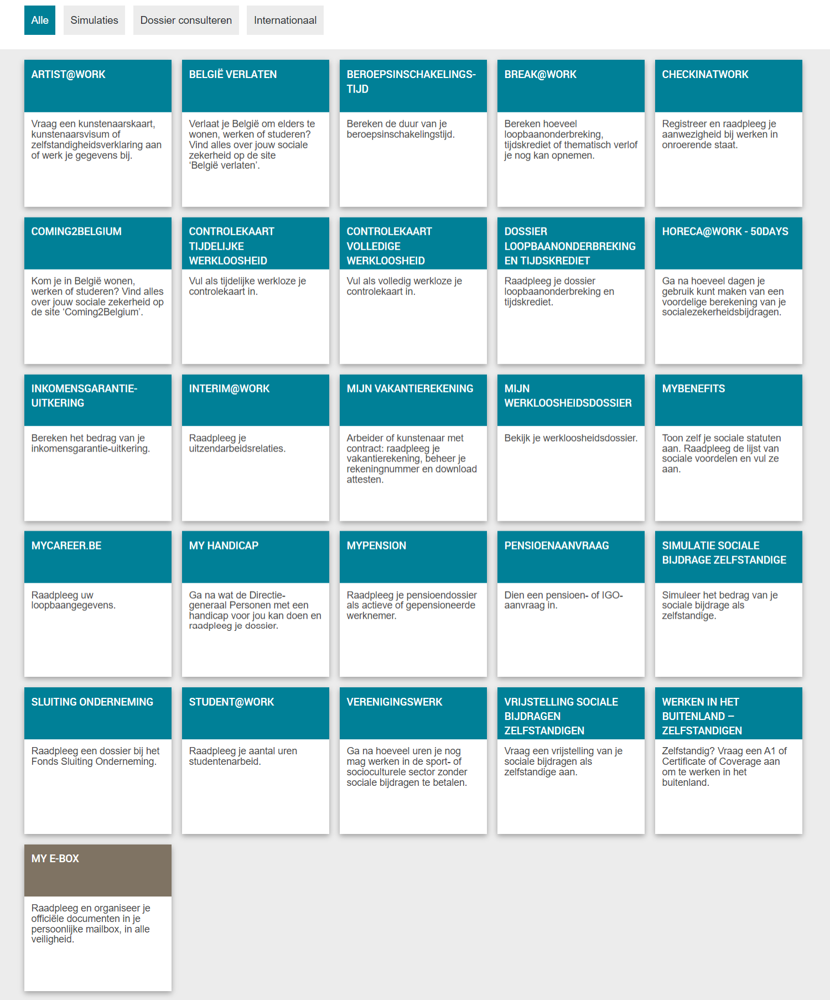 Alle
Simulaties
Dossier consulteren
Internationaal
ARTIST@WORK
Vraag een kunstenaarskaart,
kunstenaarsvisum of
zelfstandigheidsverklaring aan
of werk je gegevens bij.
BELGIË VERLATEN
Verlaat je België om elders te
wonen, werken of studeren?
Vind alles over jouw sociale
zekerheid op de site
‘België verlaten’.
BEROEPSINSCHAKELINGS-
TIJD
Bereken de duur van je
beroepsinschakelingstijd.
BREAK@WORK
Bereken hoeveel
loopbaanonderbreking,
tijdskrediet of thematisch verlof
je nog kan opnemen.
CHECKINATWORK
Registreer en raadpleeg je
aanwezigheid bij werken in
onroerende staat.
COMING2BELGIUM
Kom je in België wonen,
werken of studeren? Vind alles
over jouw sociale zekerheid op
de site ‘Coming2Belgium’.
CONTROLEKAART
TIJDELIJKE
WERKLOOSHEID
Vul als tijdelijke werkloze je
controlekaart in.
CONTROLEKAART
VOLLEDIGE
WERKLOOSHEID
Vul als volledig werkloze je
controlekaart in.
DOSSIER
LOOPBAANONDERBREKING
EN TIJDSKREDIET
Raadpleeg je dossier
loopbaanonderbreking en
tijdskrediet.
HORECA@WORK - 50DAYS
Ga na hoeveel dagen je
gebruik kunt maken van een
voordelige berekening van je
socialezekerheidsbijdragen.
INKOMENSGARANTIE-
UITKERING
Bereken het bedrag van je
inkomensgarantie-uitkering.
INTERIM@WORK
Raadpleeg je
uitzendarbeidsrelaties.
MIJN VAKANTIEREKENING
Arbeider of kunstenaar met
contract: raadpleeg je
vakantierekening, beheer je
rekeningnummer en download
attesten.
MIJN
WERKLOOSHEIDSDOSSIER
Bekijk je werkloosheidsdossier.
MYBENEFITS
Toon zelf je sociale statuten
aan. Raadpleeg de lijst van
sociale voordelen en vul ze
aan.
MYCAREER.BE
Raadpleeg uw
loopbaangegevens.
MY HANDICAP
Ga na wat de Directie-
generaal Personen met een
handicap voor jou kan doen en
raadpleeg je dossier.
MYPENSION
Raadpleeg je pensioendossier
als actieve of gepensioneerde
werknemer.
PENSIOENAANVRAAG
Dien een pensioen- of IGO-
aanvraag in.
SIMULATIE SOCIALE
BIJDRAGE ZELFSTANDIGE
Simuleer het bedrag van je
sociale bijdrage als
zelfstandige.
SLUITING ONDERNEMING
Raadpleeg een dossier bij het
Fonds Sluiting Onderneming.
STUDENT@WORK
Raadpleeg je aantal uren
studentenarbeid.
VERENIGINGSWERK
Ga na hoeveel uren je nog
mag werken in de sport- of
socioculturele sector zonder
sociale bijdragen te betalen.
VRIJSTELLING SOCIALE
BIJDRAGEN
ZELFSTANDIGEN
Vraag een vrijstelling van je
sociale bijdragen als
zelfstandige aan.
WERKEN IN HET
BUITENLAND –
ZELFSTANDIGEN
Zelfstandig? Vraag een A1 of
Certificate of Coverage aan
om te werken in het
buitenland.
MY E-BOX
Raadpleeg en organiseer je
officiële documenten in je
persoonlijke mailbox, in alle
veiligheid.